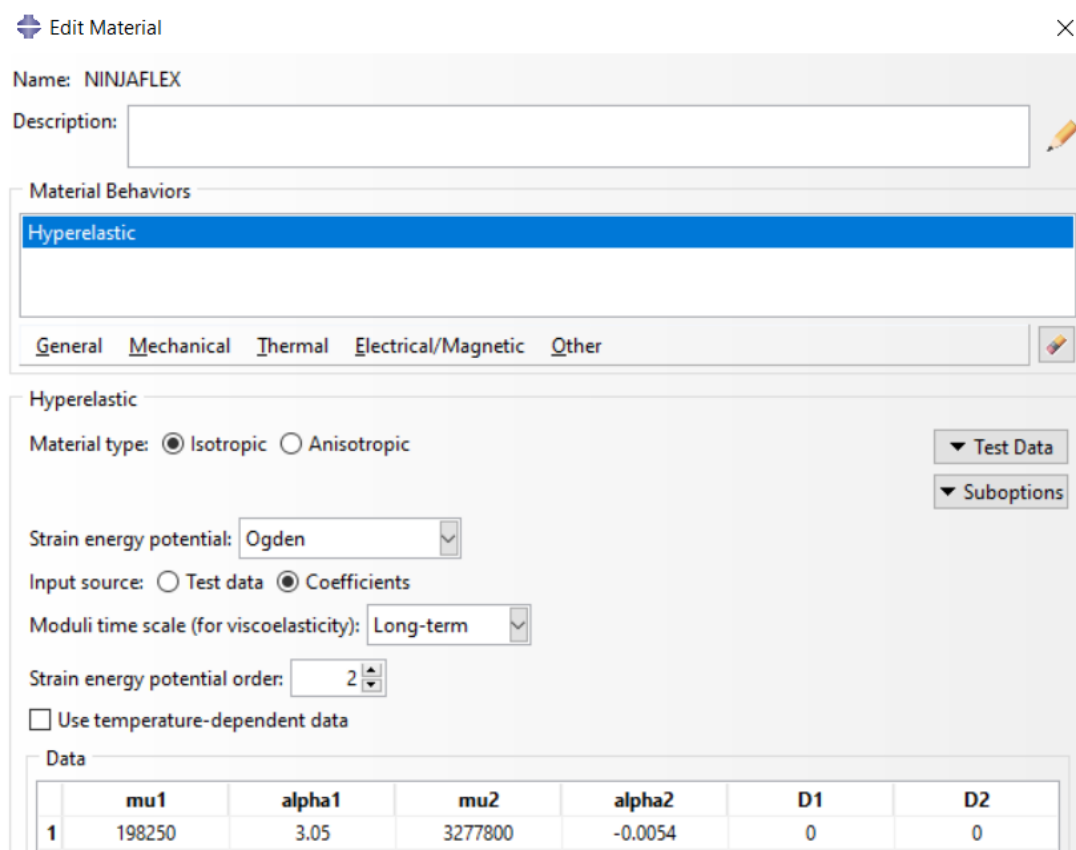 Edit Material
Name: NINJAFLEX
Description:
Material Behaviors
Hyperelastic
General Mechanical Thermal Electrical/Magnetic Other
Hyperelastic
Material type: Isotropic Anisotropic
Test Data
Suboptions
Strain energy potential: Ogden
Input source: Test data Coefficients
Moduli time scale (for viscoelasticity): Long-term
Strain energy potential order: 2
Use temperature-dependent data
Data
mu1 alpha1 mu2 alpha2 D1 D2
1 198250 3.05 3277800 -0.0054 0 0